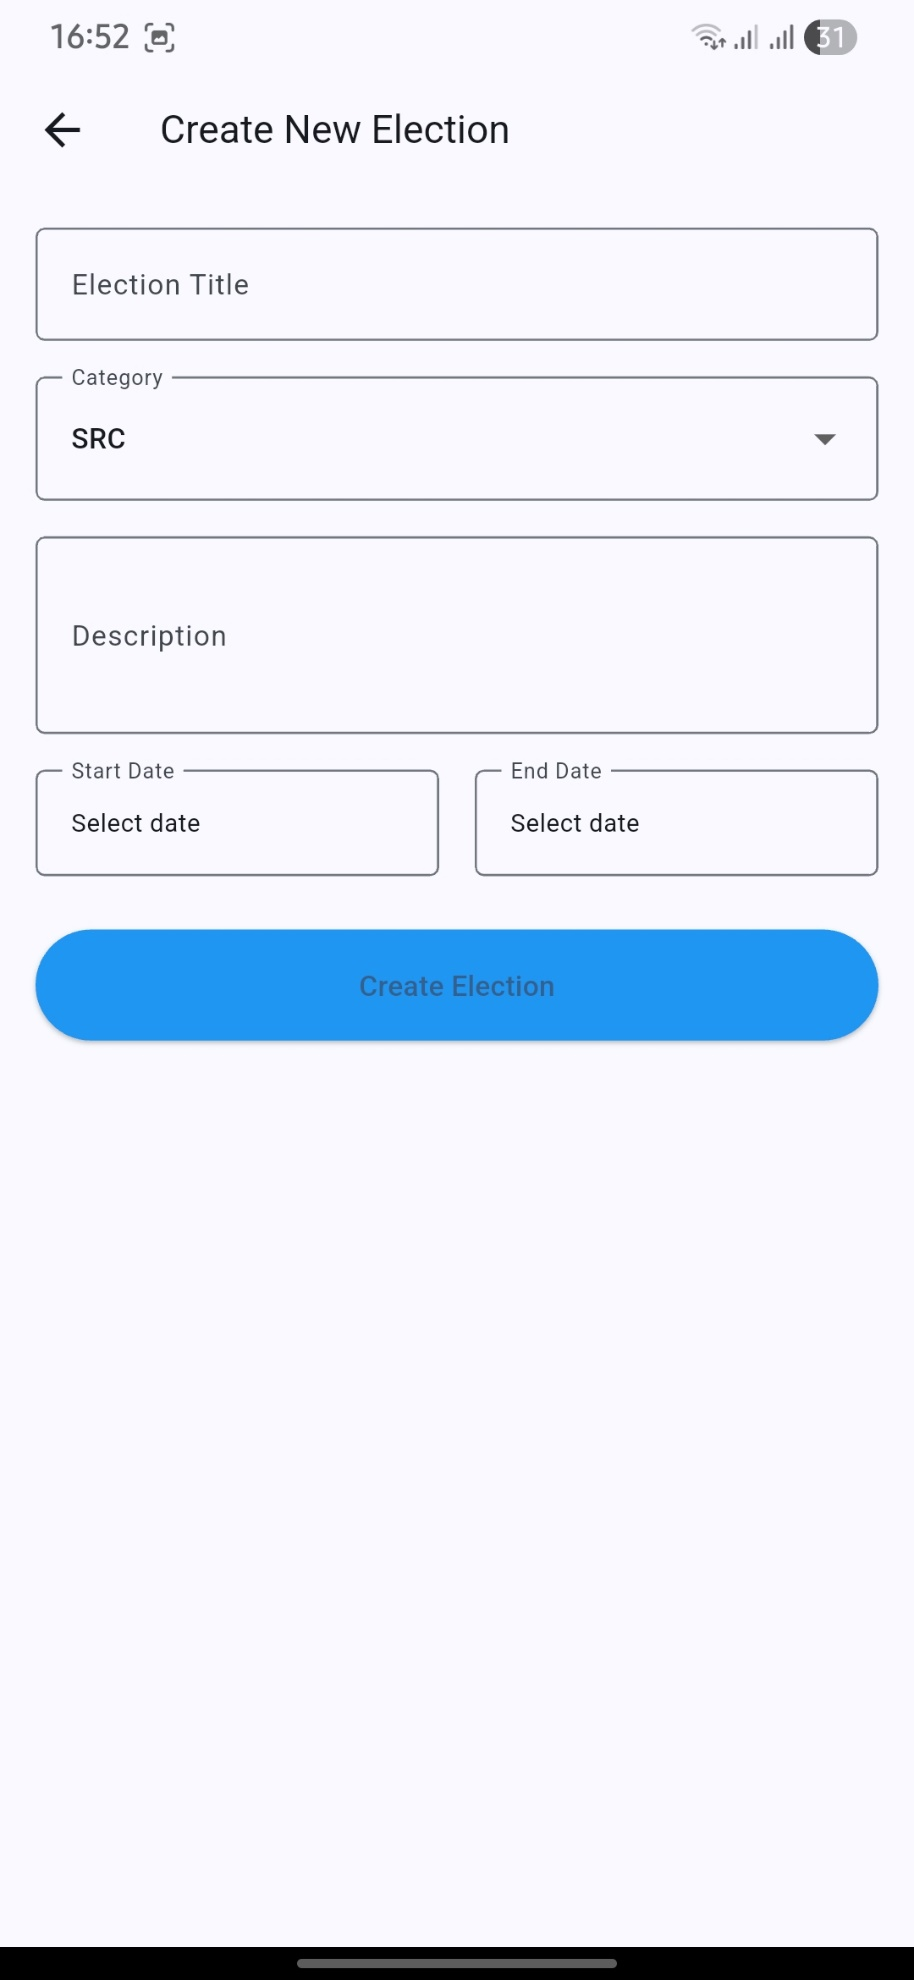 16:52 31
Create New Election
Election Title
Category
SRC
Description
Start Date End Date
Select date Select date
Create Election